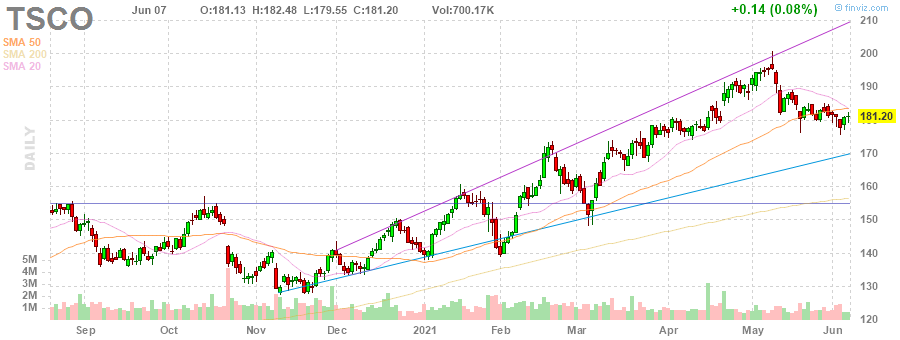 TSCO Jun 07 O:181.13 H:182.48 L:179.55 C:181.20 Vol:700.17K +0.14 (0.08%) @ finviz.com
SMA 50
SMA 200
SMA 20
DAILY
210
200
190
181.20
180
170
160
150
140
130
120
5M
4M
3M
2M
1M
Sep Oct Nov Dec 2021 Feb Mar Apr May Jun